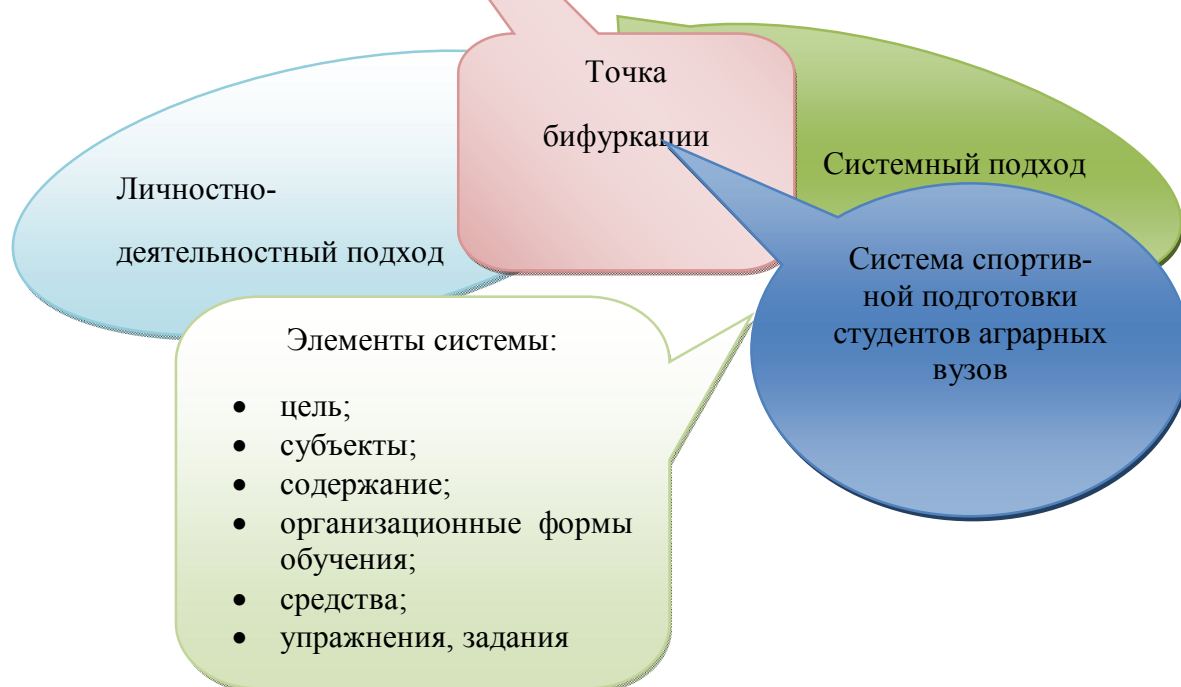 Точка
бифуркации
Личностно-
деятельностный подход
Системный подход
Система спортив-
ной подготовки
студентов аграрных
вузов
Элементы системы:
• цель;
• субъекты;
• содержание;
• организационные формы
обучения;
• средства;
• упражнения, задания